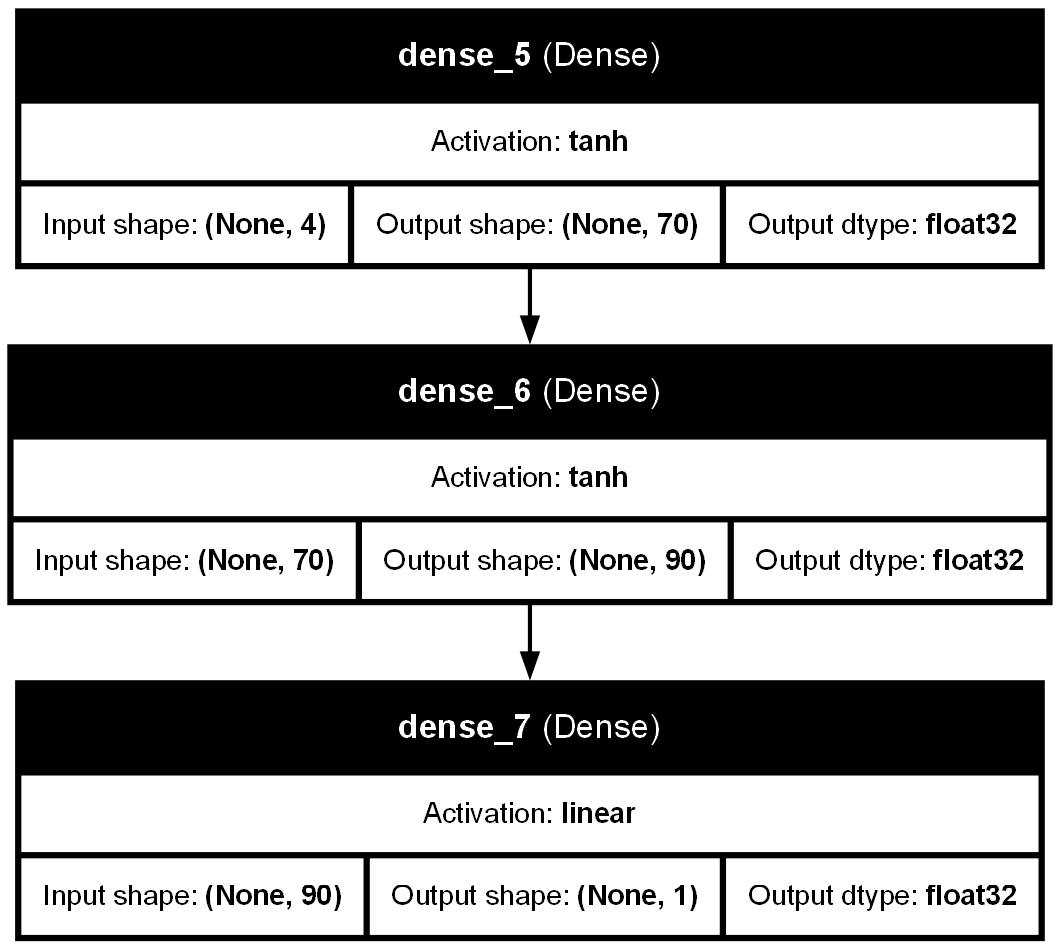 dense_5 (Dense)
Activation: tanh
Input shape: (None, 4) Output shape: (None, 70) Output dtype: float32
dense_6 (Dense)
Activation: tanh
Input shape: (None, 70) Output shape: (None, 90) Output dtype: float32
dense_7 (Dense)
Activation: linear
Input shape: (None, 90) Output shape: (None, 1) Output dtype: float32